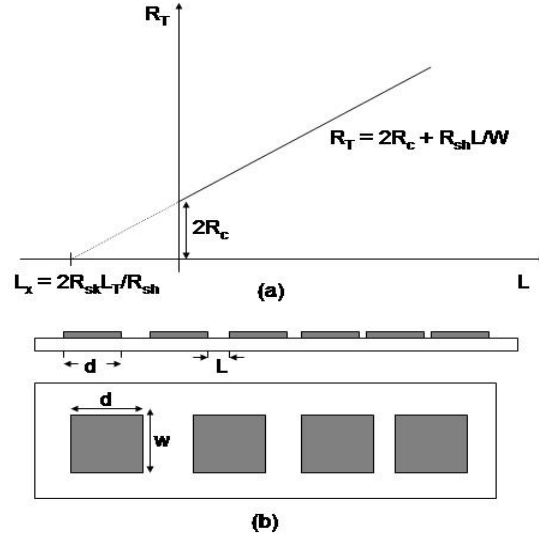 R_T
R_T = 2R_c + R_sh L/W
2R_c
L_x = 2R_sk L_T/R_sh
(a)
L
d
L
d
w
(b)